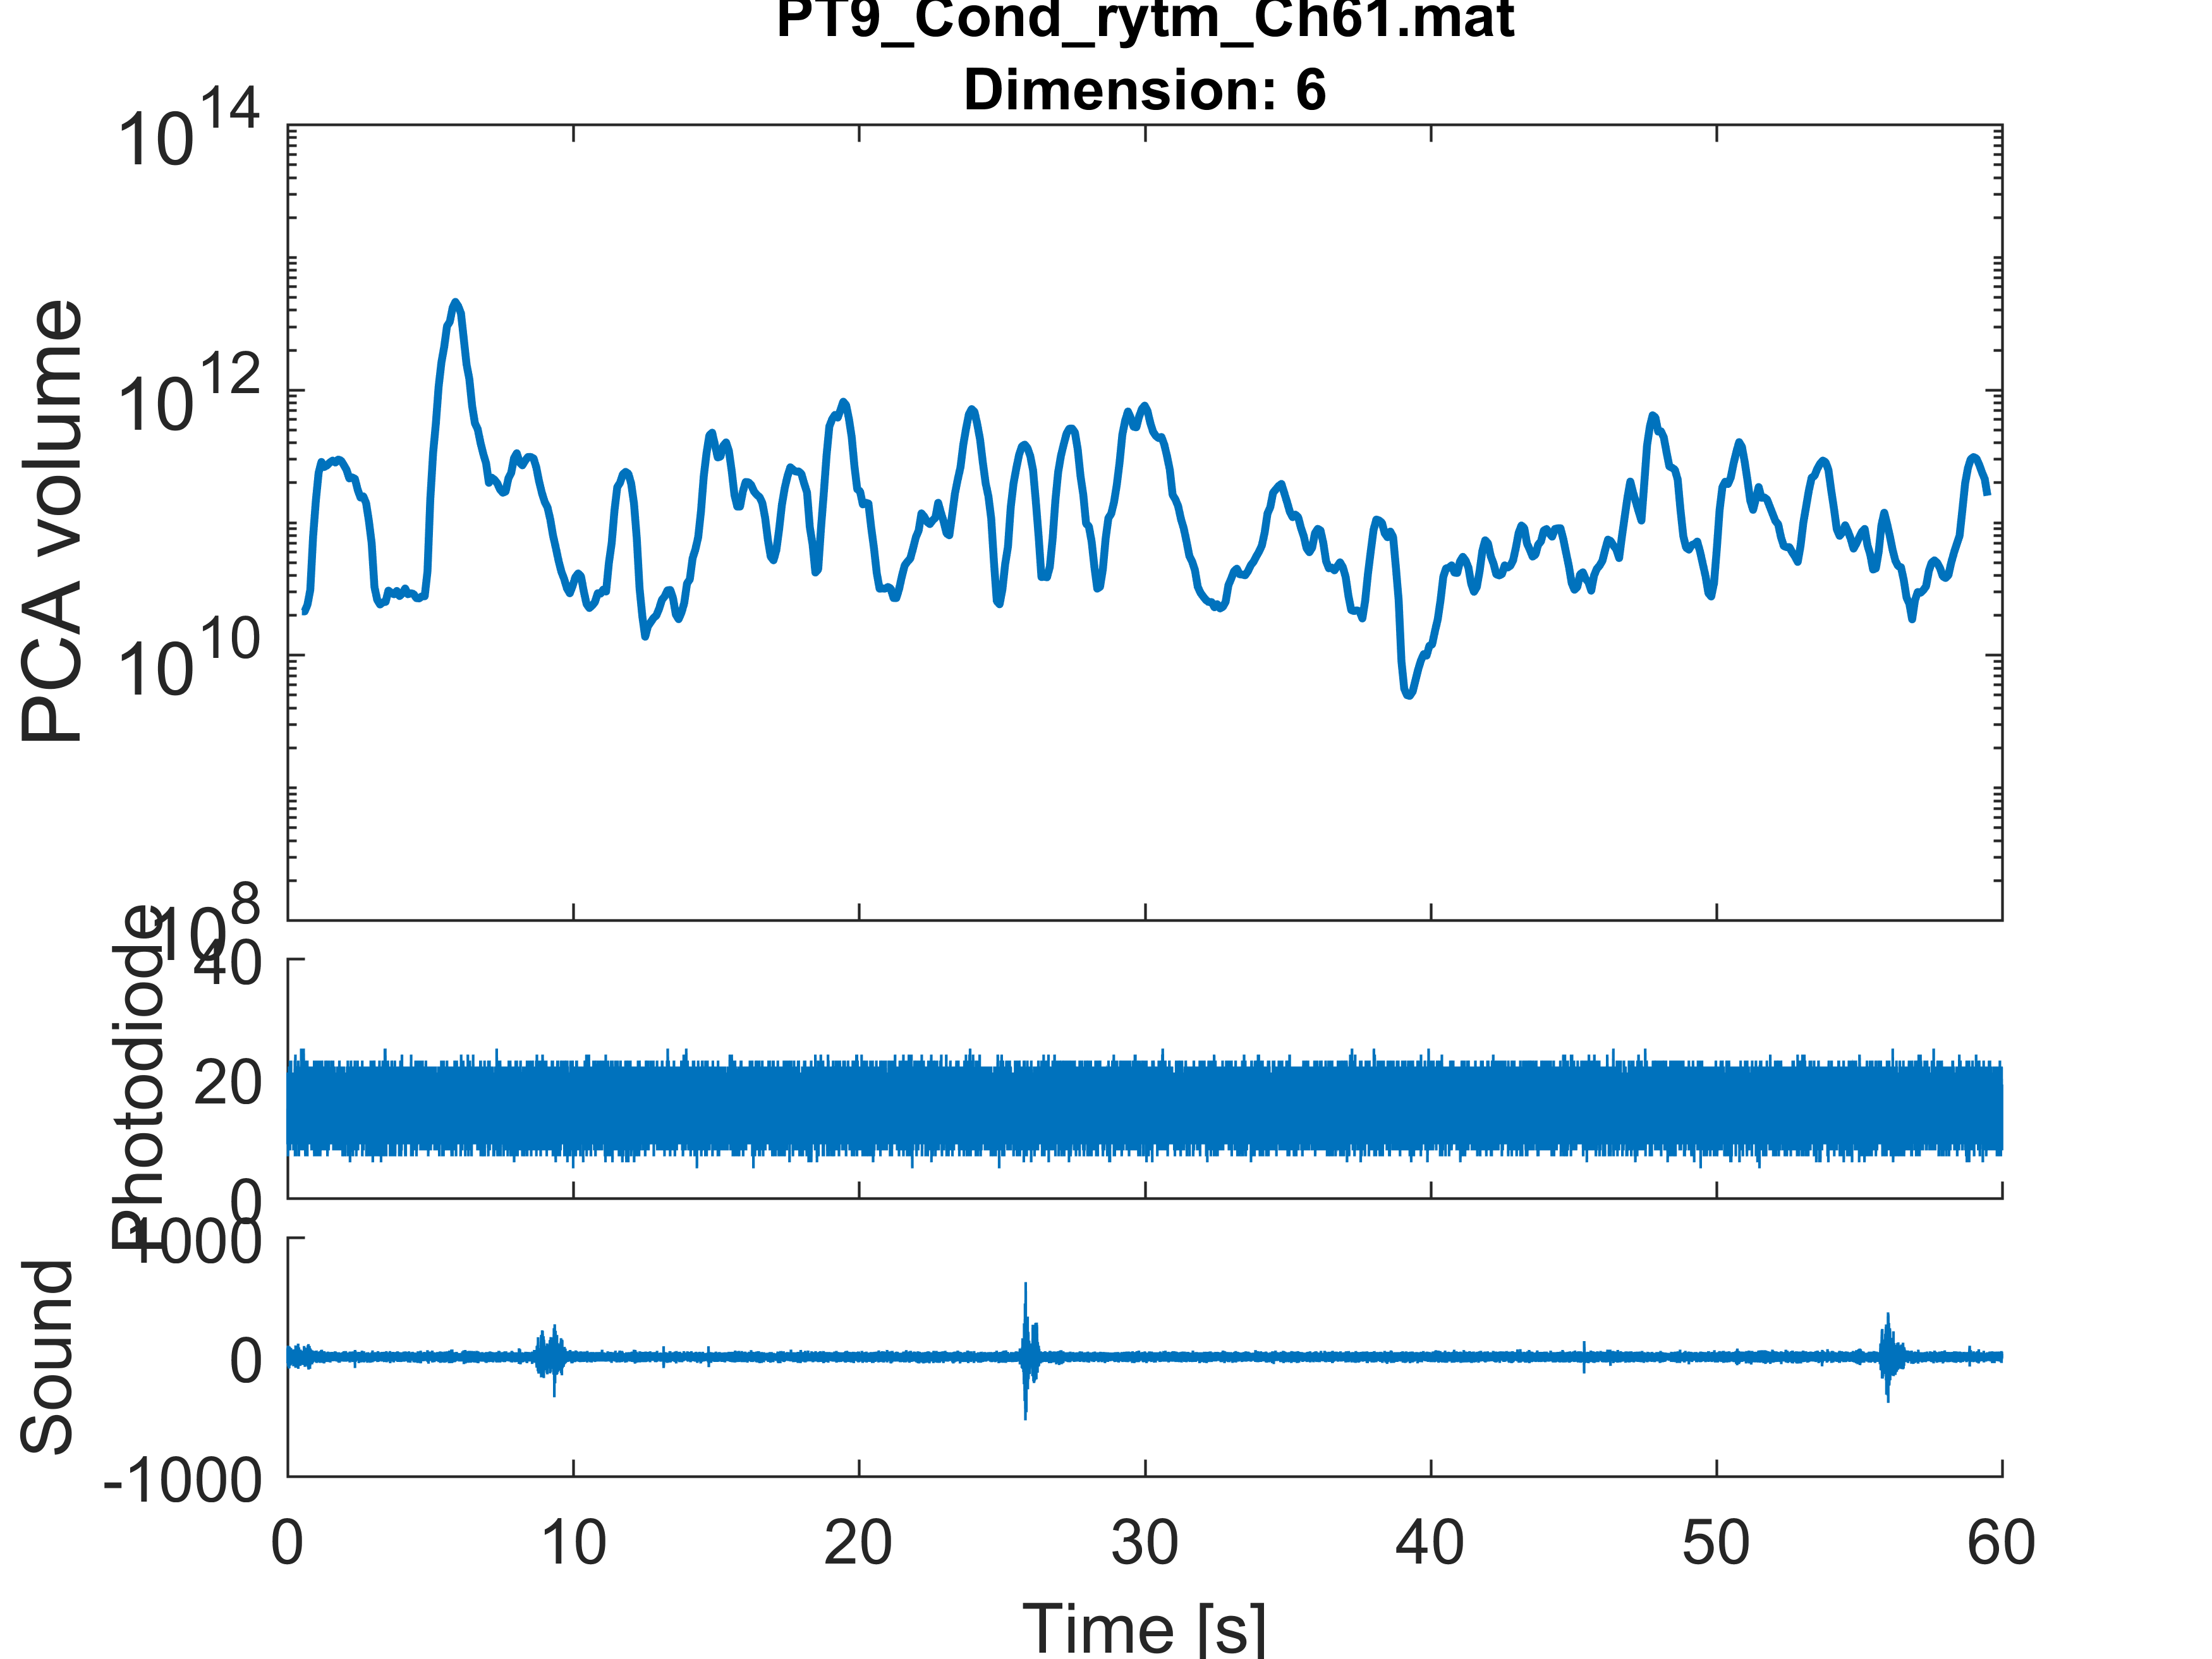 PT9_Cond_rytm_Ch61.mat
Dimension: 6
PCA volume
10^14
10^12
10^10
10^8
Photodiode
40
20
0
Sound
1000
0
-1000
0 10 20 30 40 50 60
Time [s]